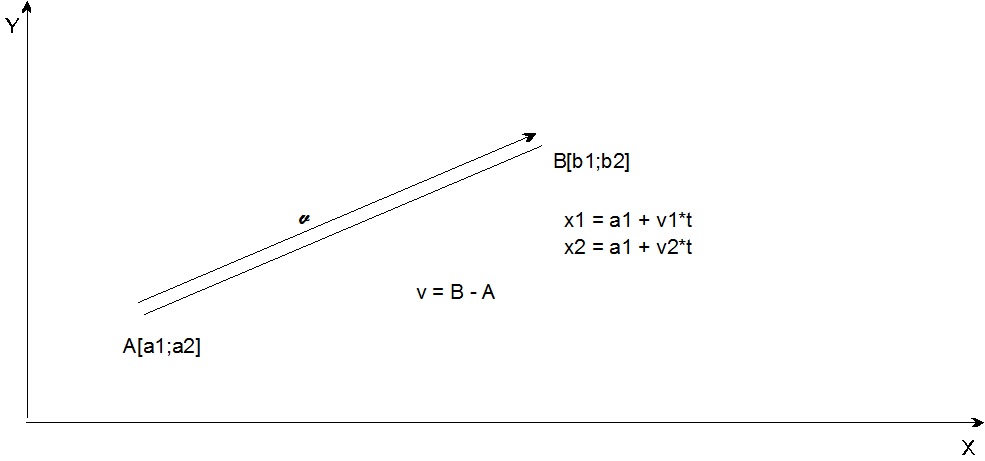 Y
B[b1;b2]
v
x1 = a1 + v1*t
x2 = a1 + v2*t
v = B - A
A[a1;a2]
X